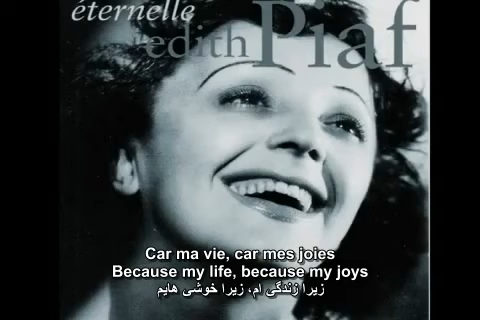 éternelle
edith Piaf
Car ma vie, car mes joies
Because my life, because my joys
زیرا زندگی ام، زیرا خوشی هایم